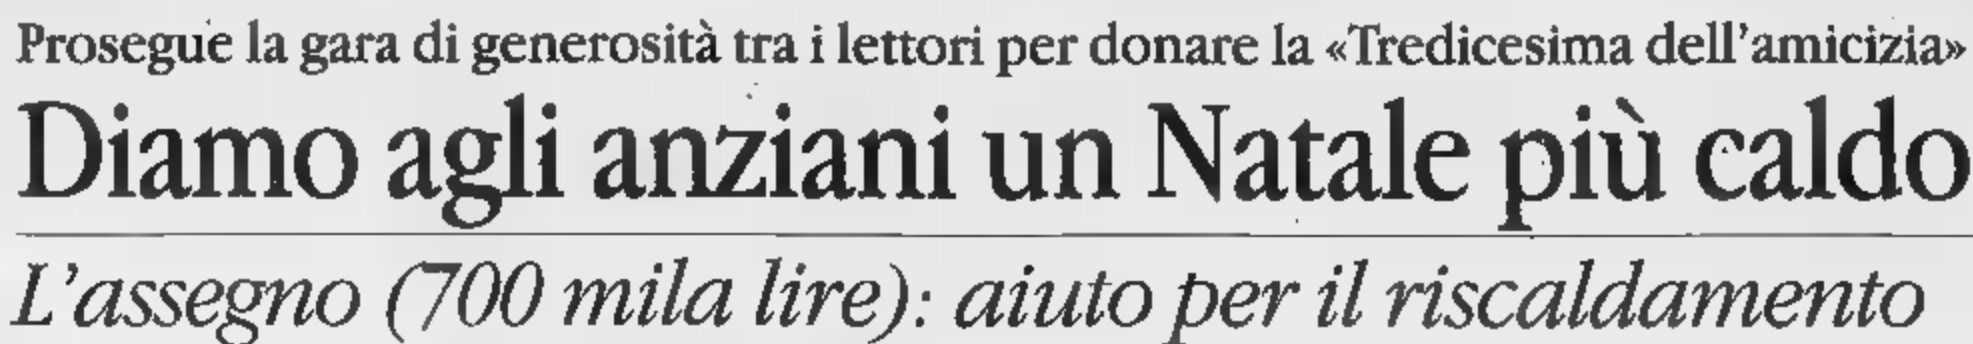 Prosegue la gara di generosità tra i lettori per donare la «Tredicesima dell'amicizia»
Diamo agli anziani un Natale più caldo
L'assegno (700 mila lire): aiuto per il riscaldamento